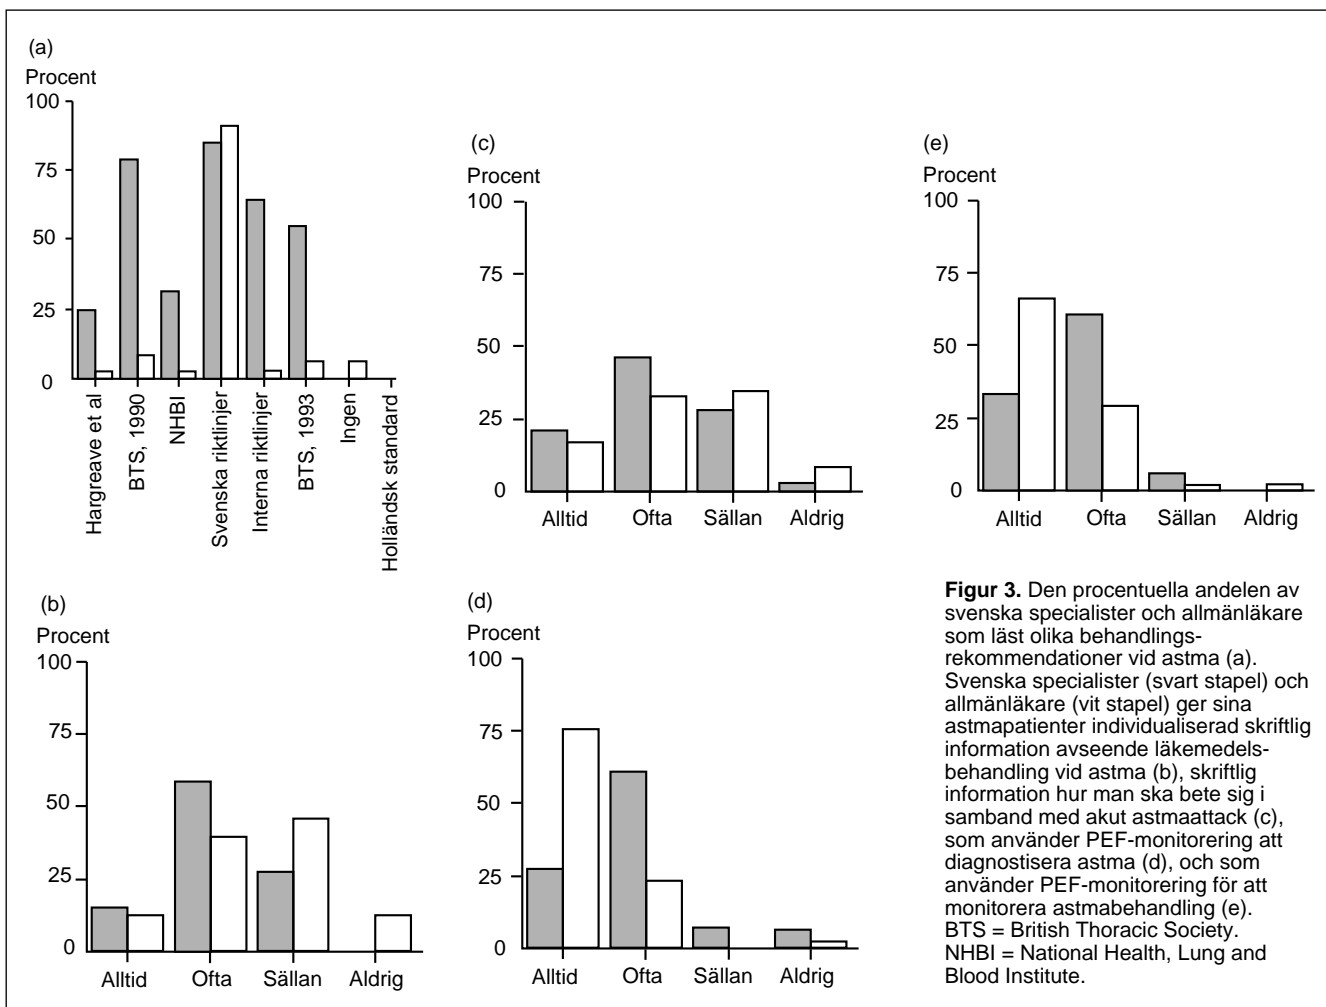 (a)
Procent
100
75
50
25
0
Hargreave et al
BTS, 1990
NHBI
Svenska riktlinjer
Interna riktlinjer
BTS, 1993
Ingen
Holländsk standard
(b)
Procent
100
75
50
25
0
Alltid Ofta Sällan Aldrig
(c)
Procent
100
75
50
25
0
Alltid Ofta Sällan Aldrig
(d)
Procent
100
75
50
25
0
Alltid Ofta Sällan Aldrig
(e)
Procent
100
75
50
25
0
Alltid Ofta Sällan Aldrig
Figur 3. Den procentuella andelen av
svenska specialister och allmänläkare
som läst olika behandlings-
rekommendationer vid astma (a).
Svenska specialister (svart stapel) och
allmänläkare (vit stapel) ger sina
astmapatienter individualiserad skriftlig
information avseende läkemedels-
behandling vid astma (b), skriftlig
information hur man ska bete sig i
samband med akut astmaattack (c),
som använder PEF-monitorering att
diagnostisera astma (d), och som
använder PEF-monitorering för att
monitorera astmabehandling (e).
BTS = British Thoracic Society.
NHBI = National Health, Lung and
Blood Institute.